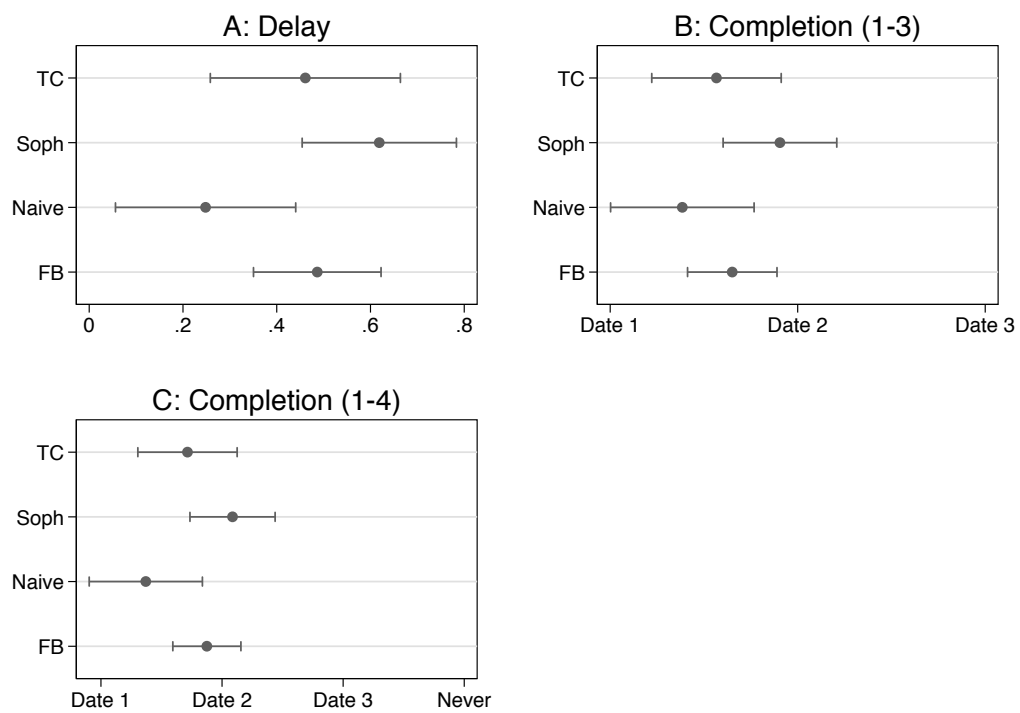 A: Delay
TC
Soph
Naive
FB
0 .2 .4 .6 .8
B: Completion (1-3)
TC
Soph
Naive
FB
Date 1 Date 2 Date 3
C: Completion (1-4)
TC
Soph
Naive
FB
Date 1 Date 2 Date 3 Never